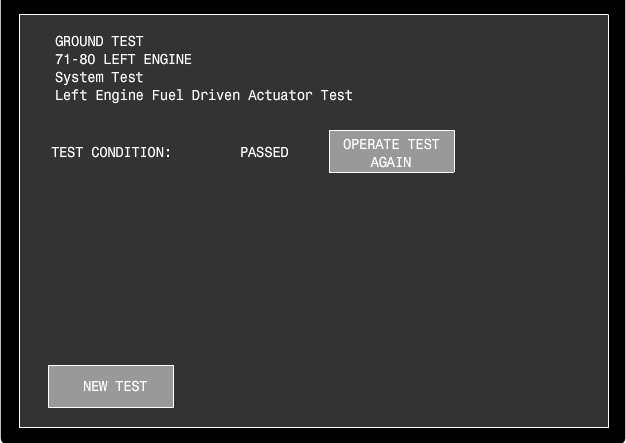 GROUND TEST
71-80 LEFT ENGINE
System Test
Left Engine Fuel Driven Actuator Test
TEST CONDITION: PASSED
OPERATE TEST
AGAIN
NEW TEST